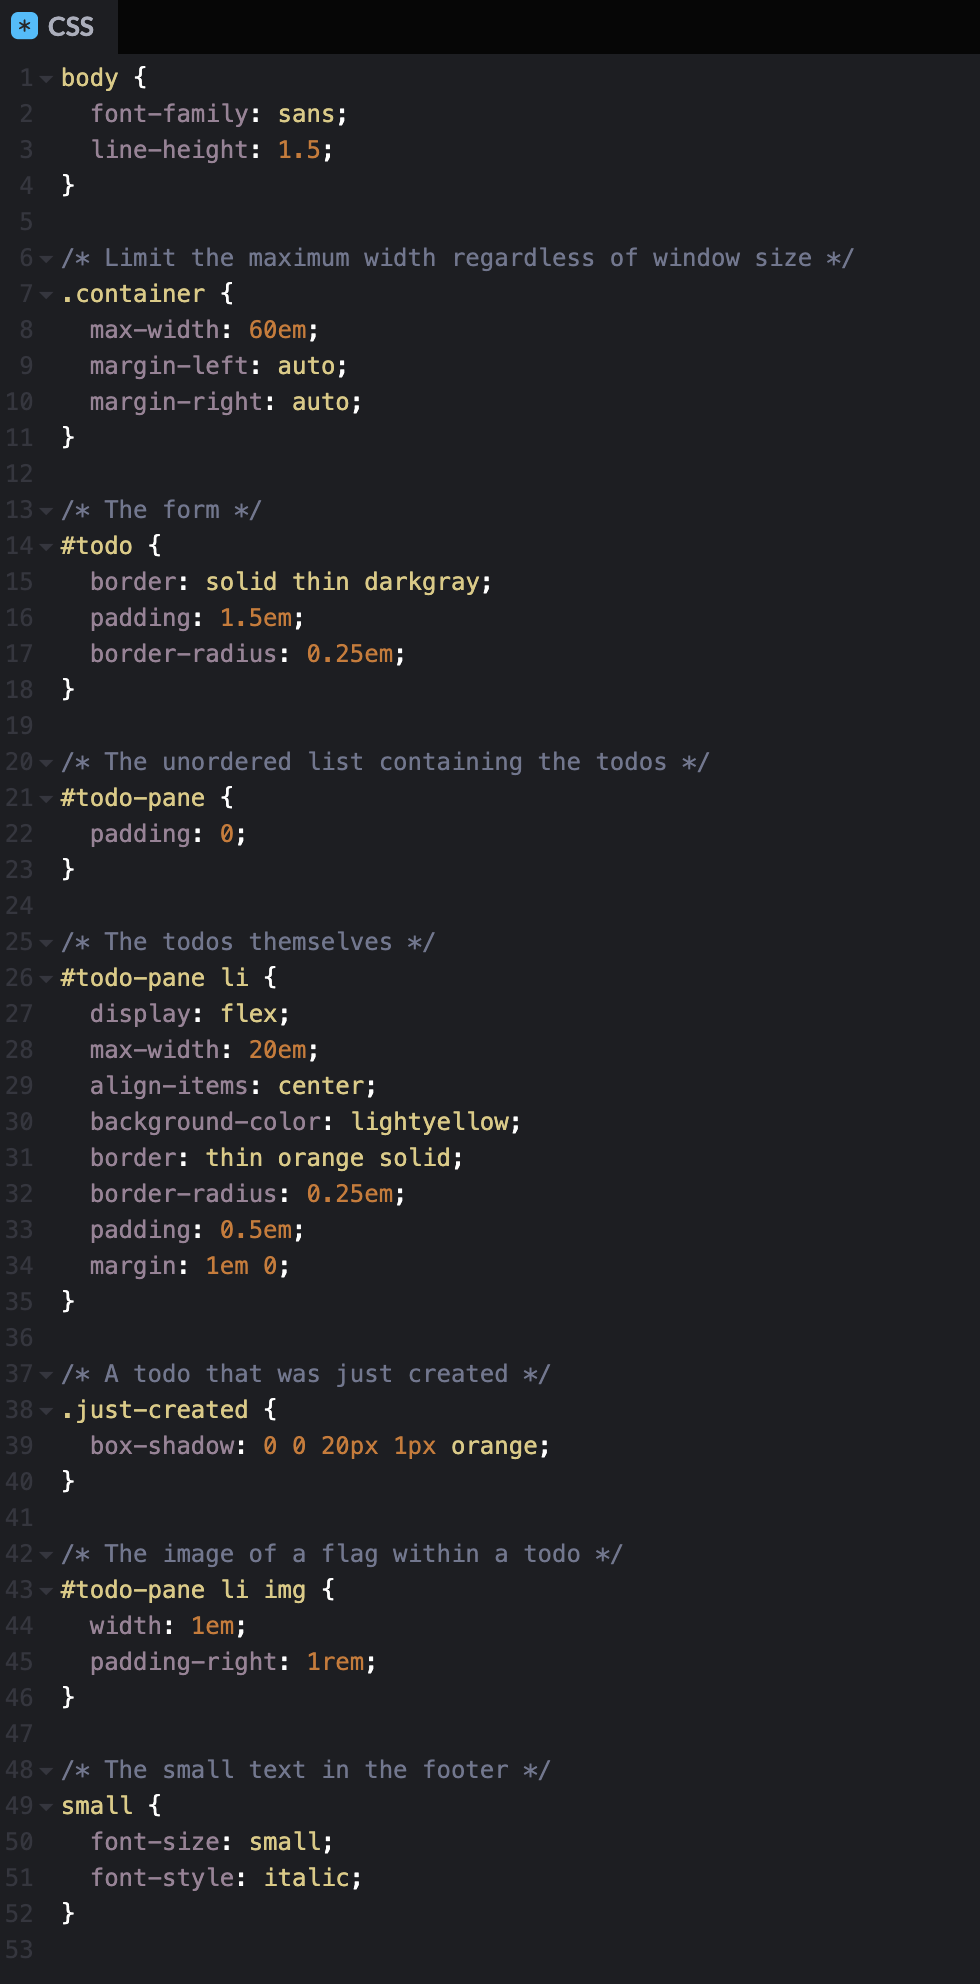 CSS
1 body {
2   font-family: sans;
3   line-height: 1.5;
4 }
5
6 /* Limit the maximum width regardless of window size */
7 .container {
8   max-width: 60em;
9   margin-left: auto;
10   margin-right: auto;
11 }
12
13 /* The form */
14 #todo {
15   border: solid thin darkgray;
16   padding: 1.5em;
17   border-radius: 0.25em;
18 }
19
20 /* The unordered list containing the todos */
21 #todo-pane {
22   padding: 0;
23 }
24
25 /* The todos themselves */
26 #todo-pane li {
27   display: flex;
28   max-width: 20em;
29   align-items: center;
30   background-color: lightyellow;
31   border: thin orange solid;
32   border-radius: 0.25em;
33   padding: 0.5em;
34   margin: 1em 0;
35 }
36
37 /* A todo that was just created */
38 .just-created {
39   box-shadow: 0 0 20px 1px orange;
40 }
41
42 /* The image of a flag within a todo */
43 #todo-pane li img {
44   width: 1em;
45   padding-right: 1rem;
46 }
47
48 /* The small text in the footer */
49 small {
50   font-size: small;
51   font-style: italic;
52 }
53